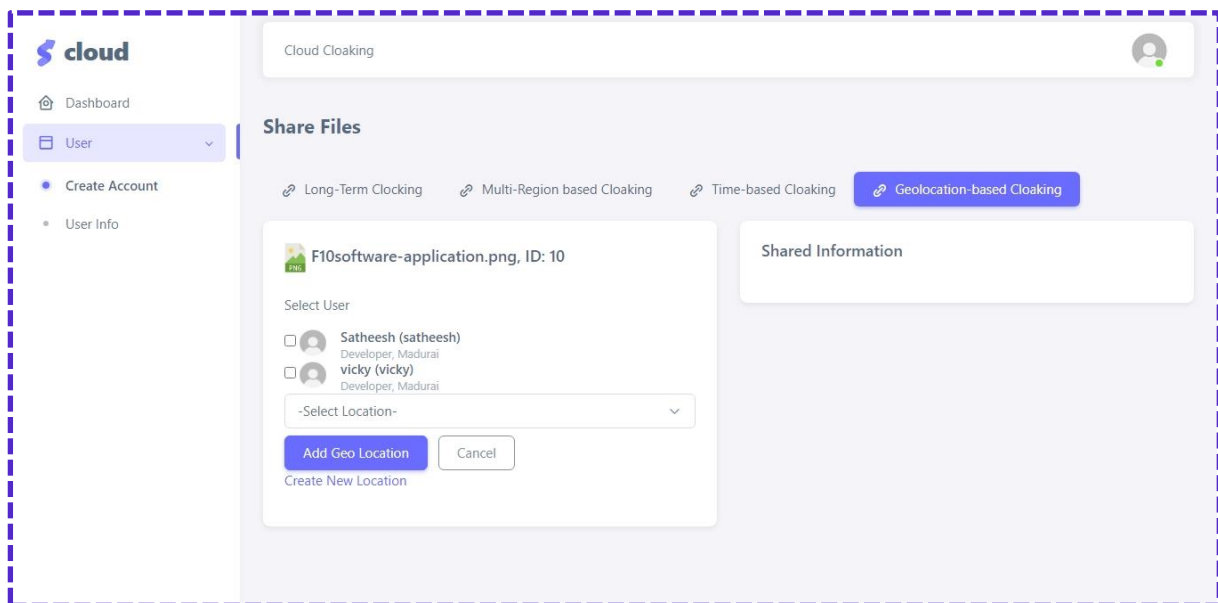 cloud
Cloud Cloaking
Dashboard
User
Create Account
User Info
Share Files
Long-Term Clocking
Multi-Region based Cloaking
Time-based Cloaking
Geolocation-based Cloaking
PNG
F10software-application.png, ID: 10
Select User
Satheesh (satheesh)
Developer, Madurai
vicky (vicky)
Developer, Madurai
-Select Location-
Add Geo Location
Cancel
Create New Location
Shared Information